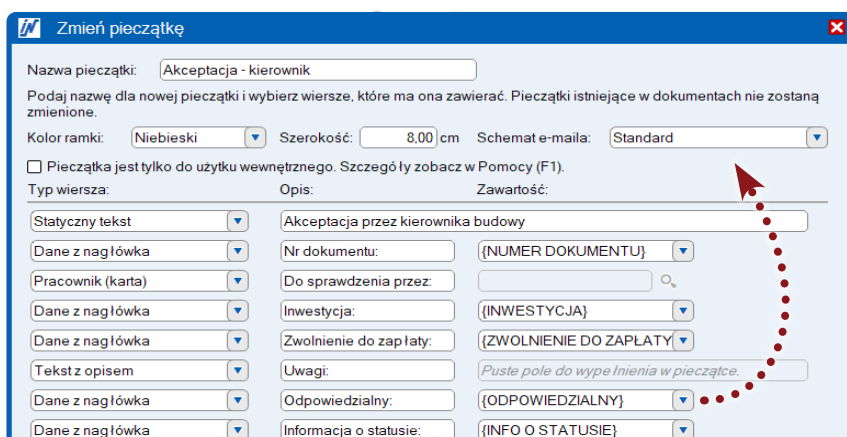 Zmień pieczątkę
Nazwa pieczątki: Akceptacja - kierownik
Podaj nazwę dla nowej pieczątki i wybierz wiersze, które ma ona zawierać. Pieczątki istniejące w dokumentach nie zostaną
zmienione.
Kolor ramki: Niebieski Szerokość: 8,00 cm Schemat e-maila: Standard
Pieczątka jest tylko do użytku wewnętrznego. Szczegóły zobacz w Pomocy (F1).
Typ wiersza: Opis: Zawartość:
Statyczny tekst Akceptacja przez kierownika budowy
Dane z nagłówka Nr dokumentu: {NUMER DOKUMENTU}
Pracownik (karta) Do sprawdzenia przez:
Dane z nagłówka Inwestycja: {INWESTYCJA}
Dane z nagłówka Zwolnienie do zapłaty: {ZWOLNIENIE DO ZAPŁATY
Tekst z opisem Uwagi: Puste pole do wypełnienia w pieczątce.
Dane z nagłówka Odpowiedzialny: {ODPOWIEDZIALNY}
Dane z nagłówka Informacja o statusie: {INFO O STATUSIE}